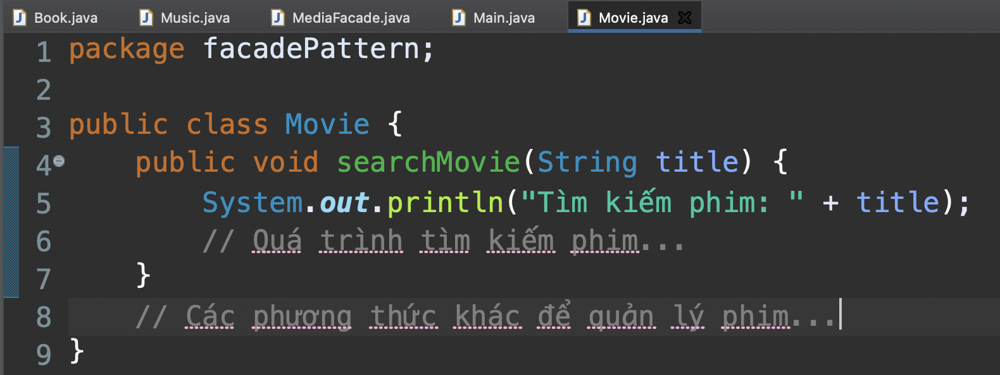 Book.java Music.java MediaFacade.java Main.java Movie.java
1 package facadePattern;
2
3 public class Movie {
4 public void searchMovie(String title) {
5 System.out.println("Tìm kiếm phim: " + title);
6 // Quá trình tìm kiếm phim...
7 }
8 // Các phương thức khác để quản lý phim...
9 }